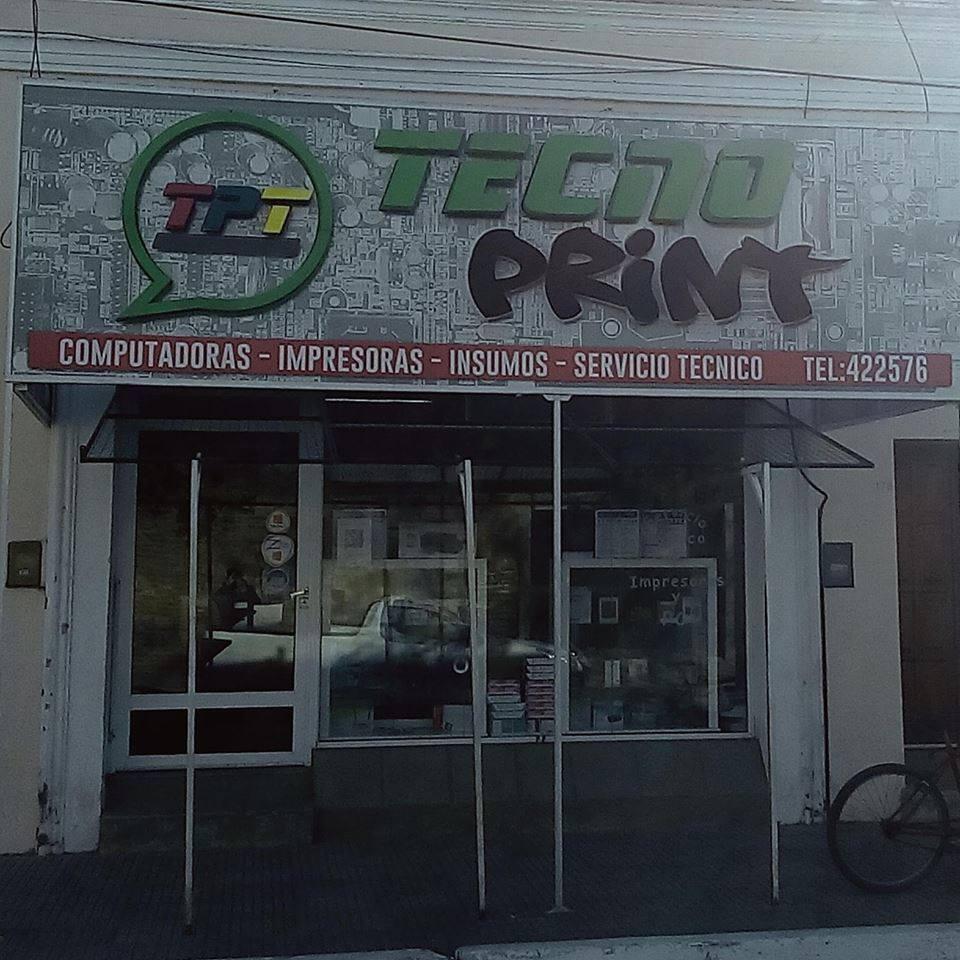 TPT
TECNO
PRINT
COMPUTADORAS - IMPRESORAS - INSUMOS - SERVICIO TECNICO TEL:422576
Impresoras
y